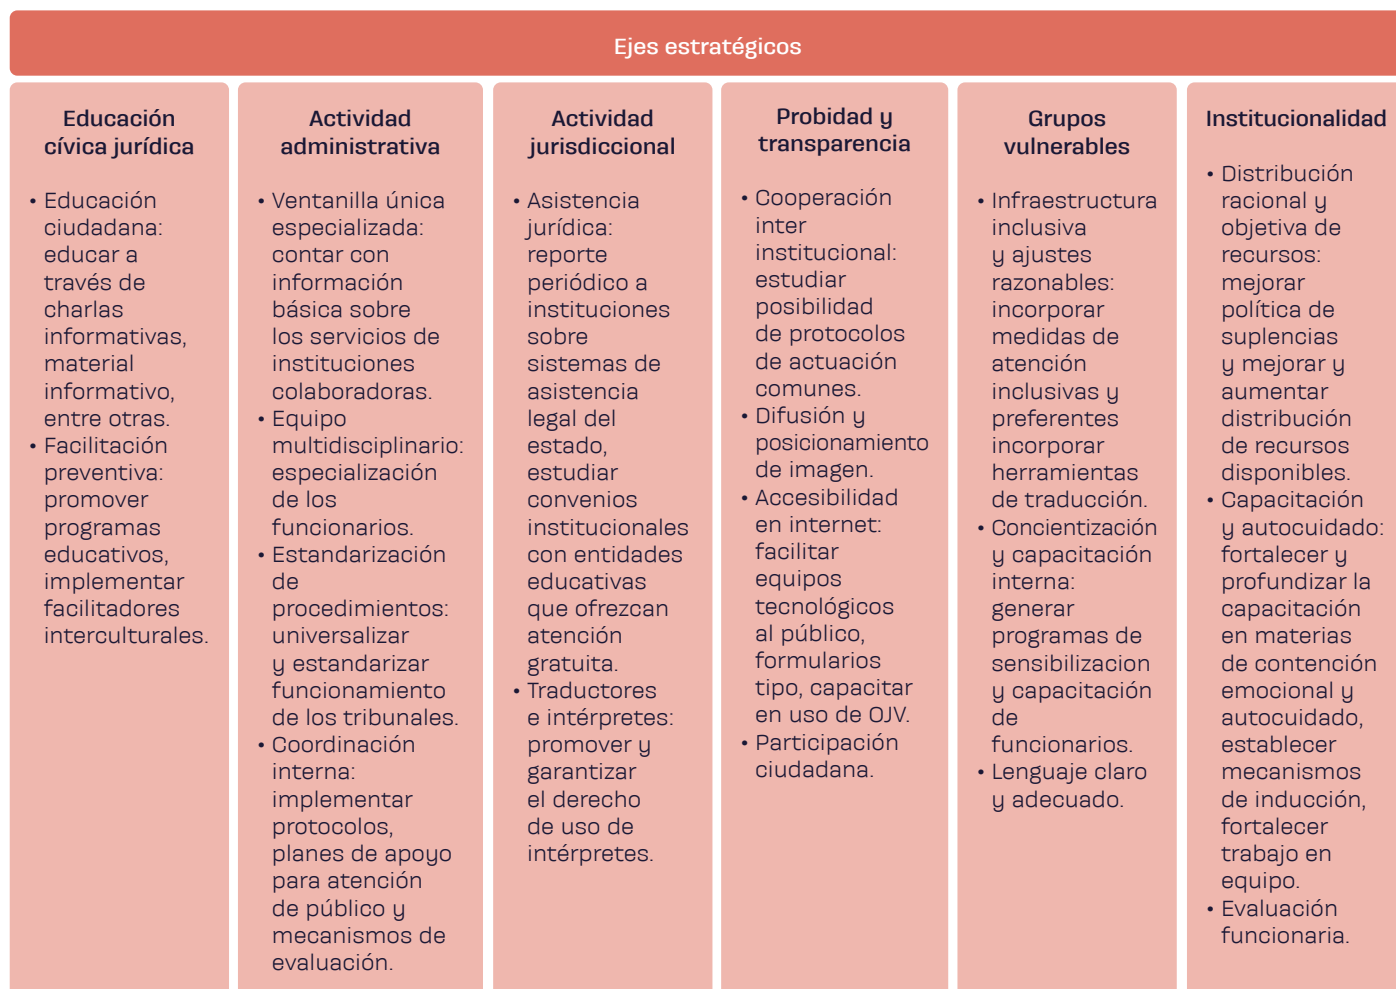 Ejes estratégicos
Educación
cívica jurídica
• Educación
ciudadana:
educar a
través de
charlas
informativas,
material
informativo,
entre otras.
• Facilitación
preventiva:
promover
programas
educativos,
implementar
facilitadores
interculturales.
Actividad
administrativa
• Ventanilla única
especializada:
contar con
información
básica sobre
los servicios de
instituciones
colaboradoras.
• Equipo
multidisciplinario:
especialización
de los
funcionarios.
• Estandarización
de
procedimientos:
universalizar
y estandarizar
funcionamiento
de los tribunales.
• Coordinación
interna:
implementar
protocolos,
planes de apoyo
para atención
de público y
mecanismos de
evaluación.
Actividad
jurisdiccional
• Asistencia
jurídica:
reporte
periódico a
instituciones
sobre
sistemas de
asistencia
legal del
estado,
estudiar
convenios
institucionales
con entidades
educativas
que ofrezcan
atención
gratuita.
• Traductores
e intérpretes:
promover y
garantizar
el derecho
de uso de
intérpretes.
Probidad y
transparencia
• Cooperación
inter
institucional:
estudiar
posibilidad
de protocolos
de actuación
comunes.
• Difusión y
posicionamiento
de imagen.
• Accesibilidad
en internet:
facilitar
equipos
tecnológicos
al público,
formularios
tipo, capacitar
en uso de OJV.
• Participación
ciudadana.
Grupos
vulnerables
• Infraestructura
inclusiva
y ajustes
razonables:
incorporar
medidas de
atención
inclusivas y
preferentes
incorporar
herramientas
de traducción.
• Concientización
y capacitación
interna:
generar
programas de
sensibilizacion
y capacitación
de
funcionarios.
• Lenguaje claro
y adecuado.
Institucionalidad
• Distribución
racional y
objetiva de
recursos:
mejorar
política de
suplencias
y mejorar y
aumentar
distribución
de recursos
disponibles.
• Capacitación
y autocuidado:
fortalecer y
profundizar la
capacitación
en materias
de contención
emocional y
autocuidado,
establecer
mecanismos
de inducción,
fortalecer
trabajo en
equipo.
• Evaluación
funcionaria.